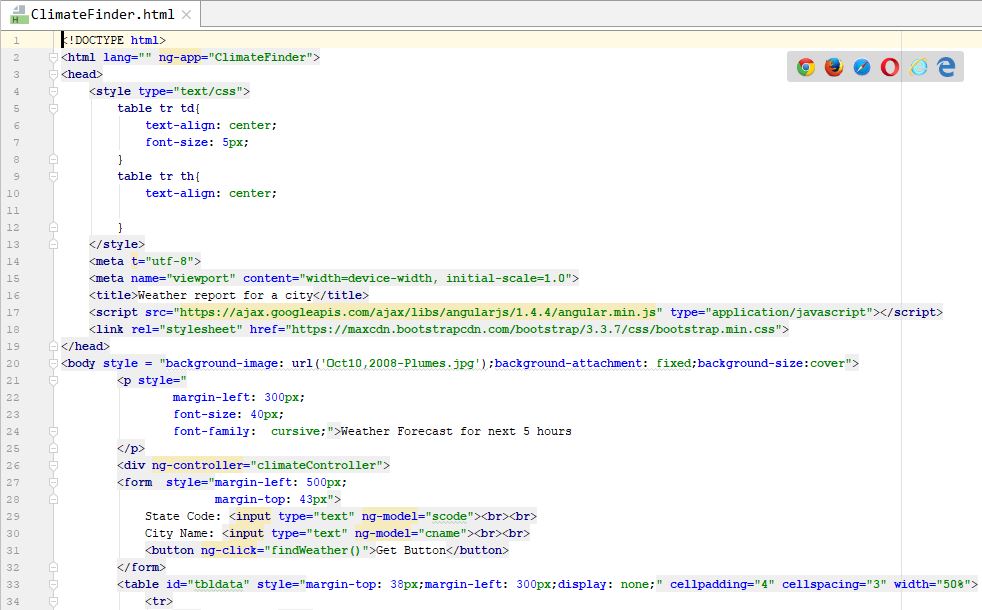 ClimateFinder.html
1 <!DOCTYPE html>
2 <html lang="" ng-app="ClimateFinder">
3 <head>
4 <style type="text/css">
5 table tr td{
6 text-align: center;
7 font-size: 5px;
8 }
9 table tr th{
10 text-align: center;
11
12 }
13 </style>
14 <meta t="utf-8">
15 <meta name="viewport" content="width=device-width, initial-scale=1.0">
16 <title>Weather report for a city</title>
17 <script src="https://ajax.googleapis.com/ajax/libs/angularjs/1.4.4/angular.min.js" type="application/javascript"></script>
18 <link rel="stylesheet" href="https://maxcdn.bootstrapcdn.com/bootstrap/3.3.7/css/bootstrap.min.css">
19 </head>
20 <body style = "background-image: url('Oct10,2008-Plumes.jpg');background-attachment: fixed;background-size:cover">
21 <p style="
22 margin-left: 300px;
23 font-size: 40px;
24 font-family:  cursive;">Weather Forecast for next 5 hours
25 </p>
26 <div ng-controller="climateController">
27 <form  style="margin-left: 500px;
28 margin-top: 43px">
29 State Code: <input type="text" ng-model="scode"><br><br>
30 City Name: <input type="text" ng-model="cname"><br><br>
31 <button ng-click="findWeather()">Get Button</button>
32 </form>
33 <table id="tbldata" style="margin-top: 38px;margin-left: 300px;display: none;" cellpadding="4" cellspacing="3" width="50%">
34 <tr>